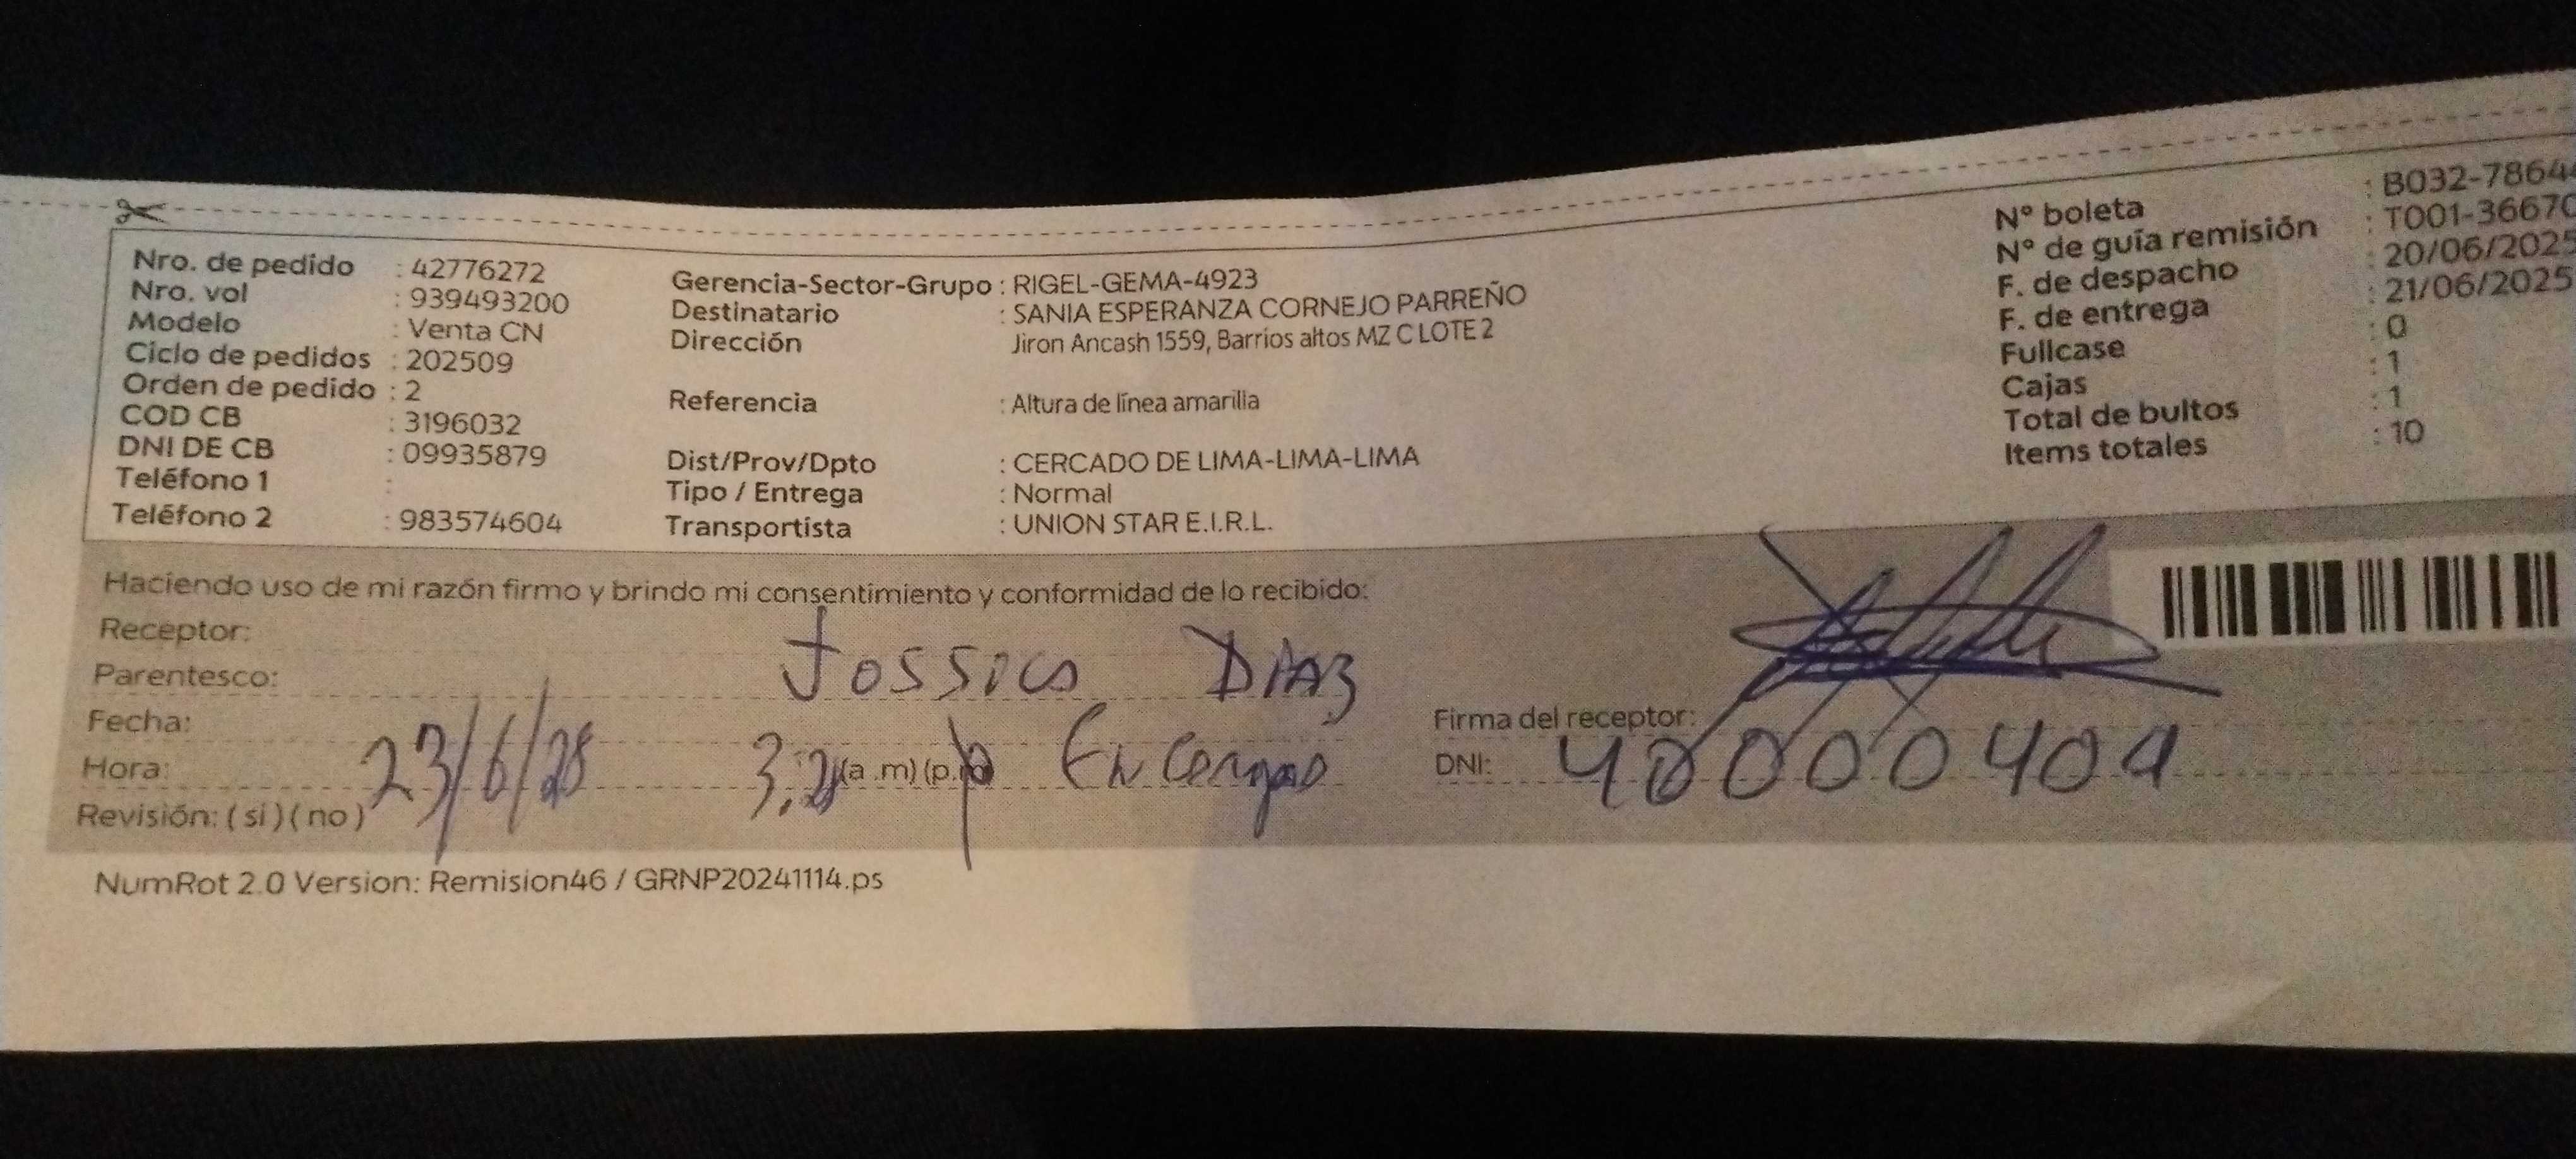 Nro. de pedido : 42776272
Nro. vol : 939493200
Modelo : Venta CN
Ciclo de pedidos : 202509
Orden de pedido : 2
COD CB : 3196032
DNI DE CB : 09935879
Teléfono 1 :
Teléfono 2 : 983574604
Gerencia-Sector-Grupo : RIGEL-GEMA-4923
Destinatario : SANIA ESPERANZA CORNEJO PARREÑO
Dirección Jiron Ancash 1559, Barrios altos MZ C LOTE 2
Referencia : Altura de línea amarilla
Dist/Prov/Dpto : CERCADO DE LIMA-LIMA-LIMA
Tipo / Entrega : Normal
Transportista : UNION STAR E.I.R.L.
N° boleta : B032-7864
N° de guía remisión : T001-3667
F. de despacho : 20/06/2025
F. de entrega : 21/06/2025
Fullcase : 0
Cajas : 1
Total de bultos : 1
Items totales : 10
Haciendo uso de mi razón firmo y brindo mi consentimiento y conformidad de lo recibido:
Receptor:
Parentesco: DIAZ
Fecha:
Firma del receptor:
Hora: 23/6/ (a .m) (p. Encargao
DNI:
Revisión: ( si ) ( no )
NumRot 2.0 Version: Remision46 / GRNP20241114.ps